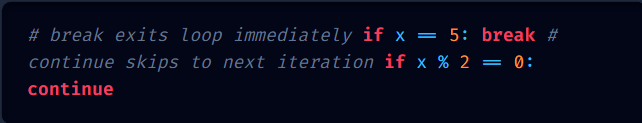 # break exits loop immediately if x == 5: break #
continue skips to next iteration if x % 2 == 0:
continue